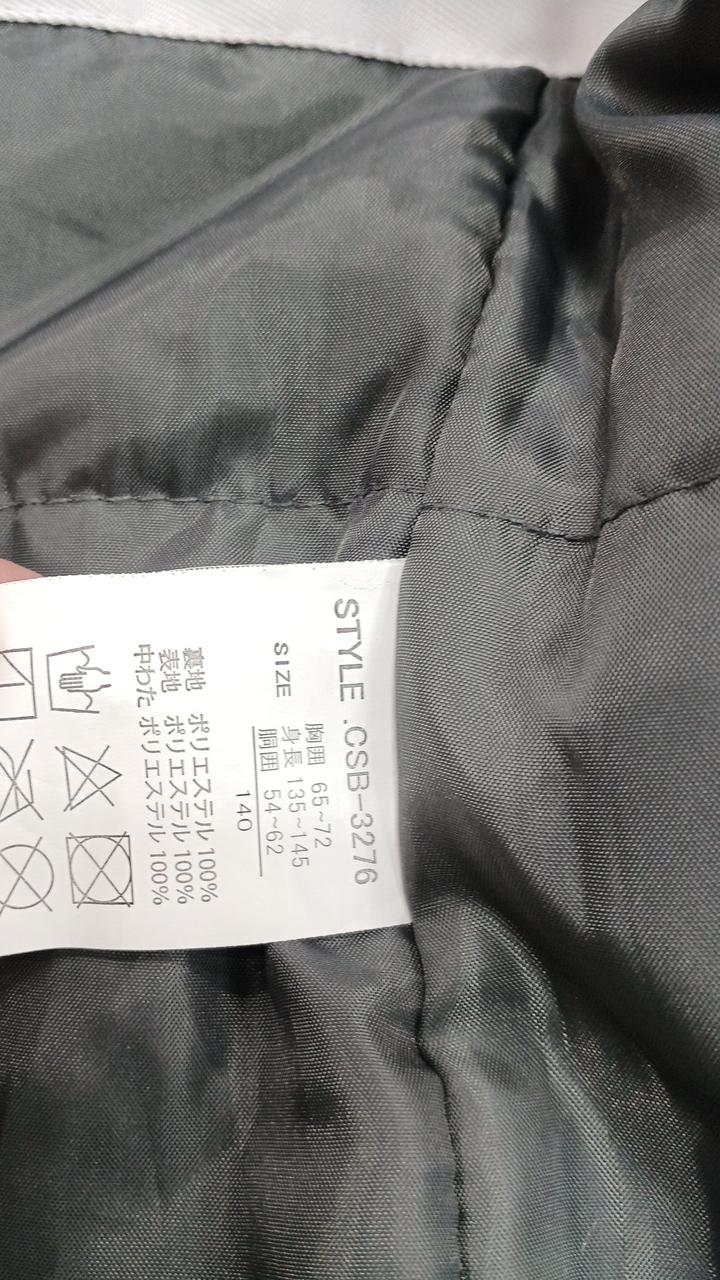 STYLE .CSB-3276
SIZE
胸囲 65~72
身長 135~145
胴囲 54~62
140
裏地 ポリエステル 100%
表地 ポリエステル 100%
中わた ポリエステル 100%